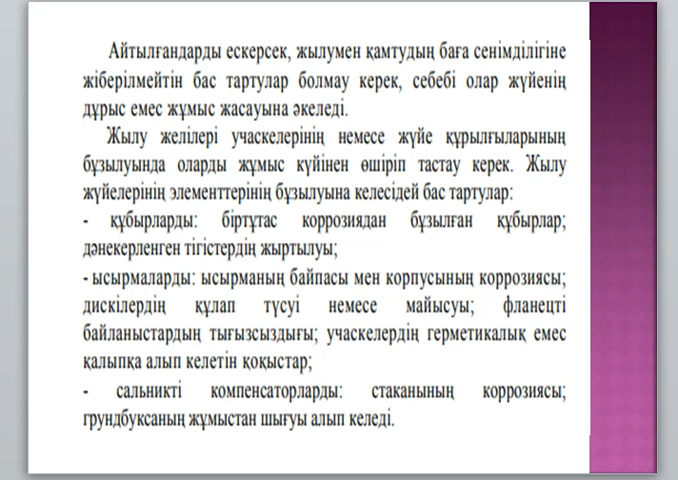 Айтылғандарды ескерсек, жылумен қамтудың баға сенімділігіне
жіберілмейтін бас тартулар болмау керек, себебі олар жүйенің
дұрыс емес жұмыс жасауына әкеледі.
Жылу желілері учаскелерінің немесе жүйе құрылғыларының
бұзылуында оларды жұмыс күйінен өшіріп тастау керек. Жылу
жүйелерінің элементтерінің бұзылуына келесідей бас тартулар:
- құбырларды: біртұтас коррозиядан бұзылған құбырлар;
дәнекерленген тігістердің жыртылуы;
- ысырмаларды: ысырманың байпасы мен корпусының коррозиясы;
дискілердің құлап түсуі немесе майысуы; фланецті
байланыстардың тығызсыздығы; учаскелердің герметикалық емес
қалыпқа алып келетін қоқыстар;
- сальникті компенсаторларды: стаканының коррозиясы;
грундбуксаның жұмыстан шығуы алып келеді.